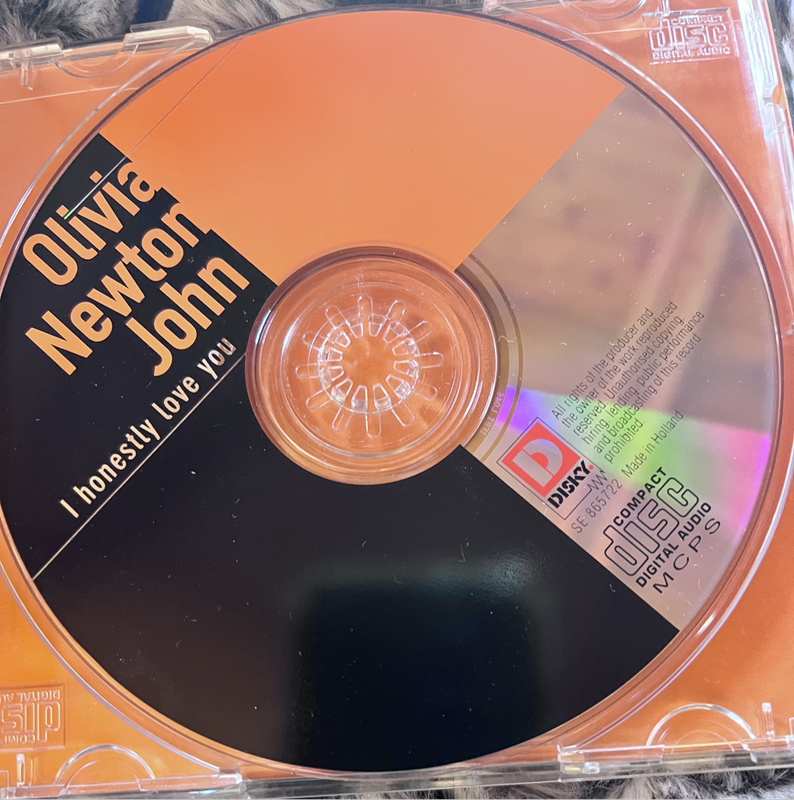 Olivia
Newton
John
I honestly love you
All rights of the producer and
the owner of the work reproduced
reserved. Unauthorised copying,
hiring, lending, public performance
and broadcasting of this record
prohibited
Made in Holland
D
DISKY®
SE 865722
COMPACT
disc
DIGITAL AUDIO
MCPS
COMPACT
disc
DIGITAL AUDIO
disc